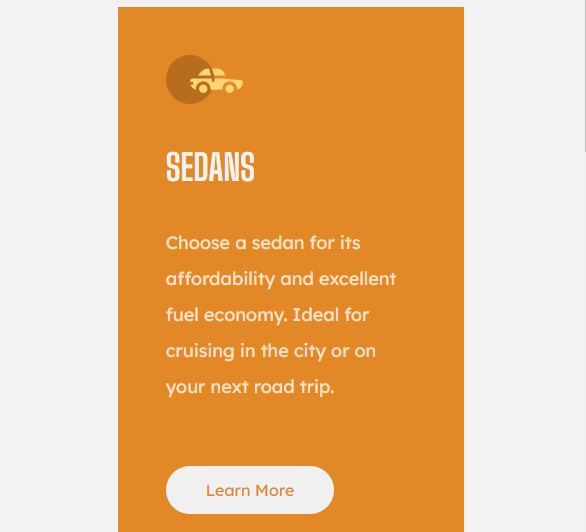 SEDANS
Choose a sedan for its
affordability and excellent
fuel economy. Ideal for
cruising in the city or on
your next road trip.
Learn More